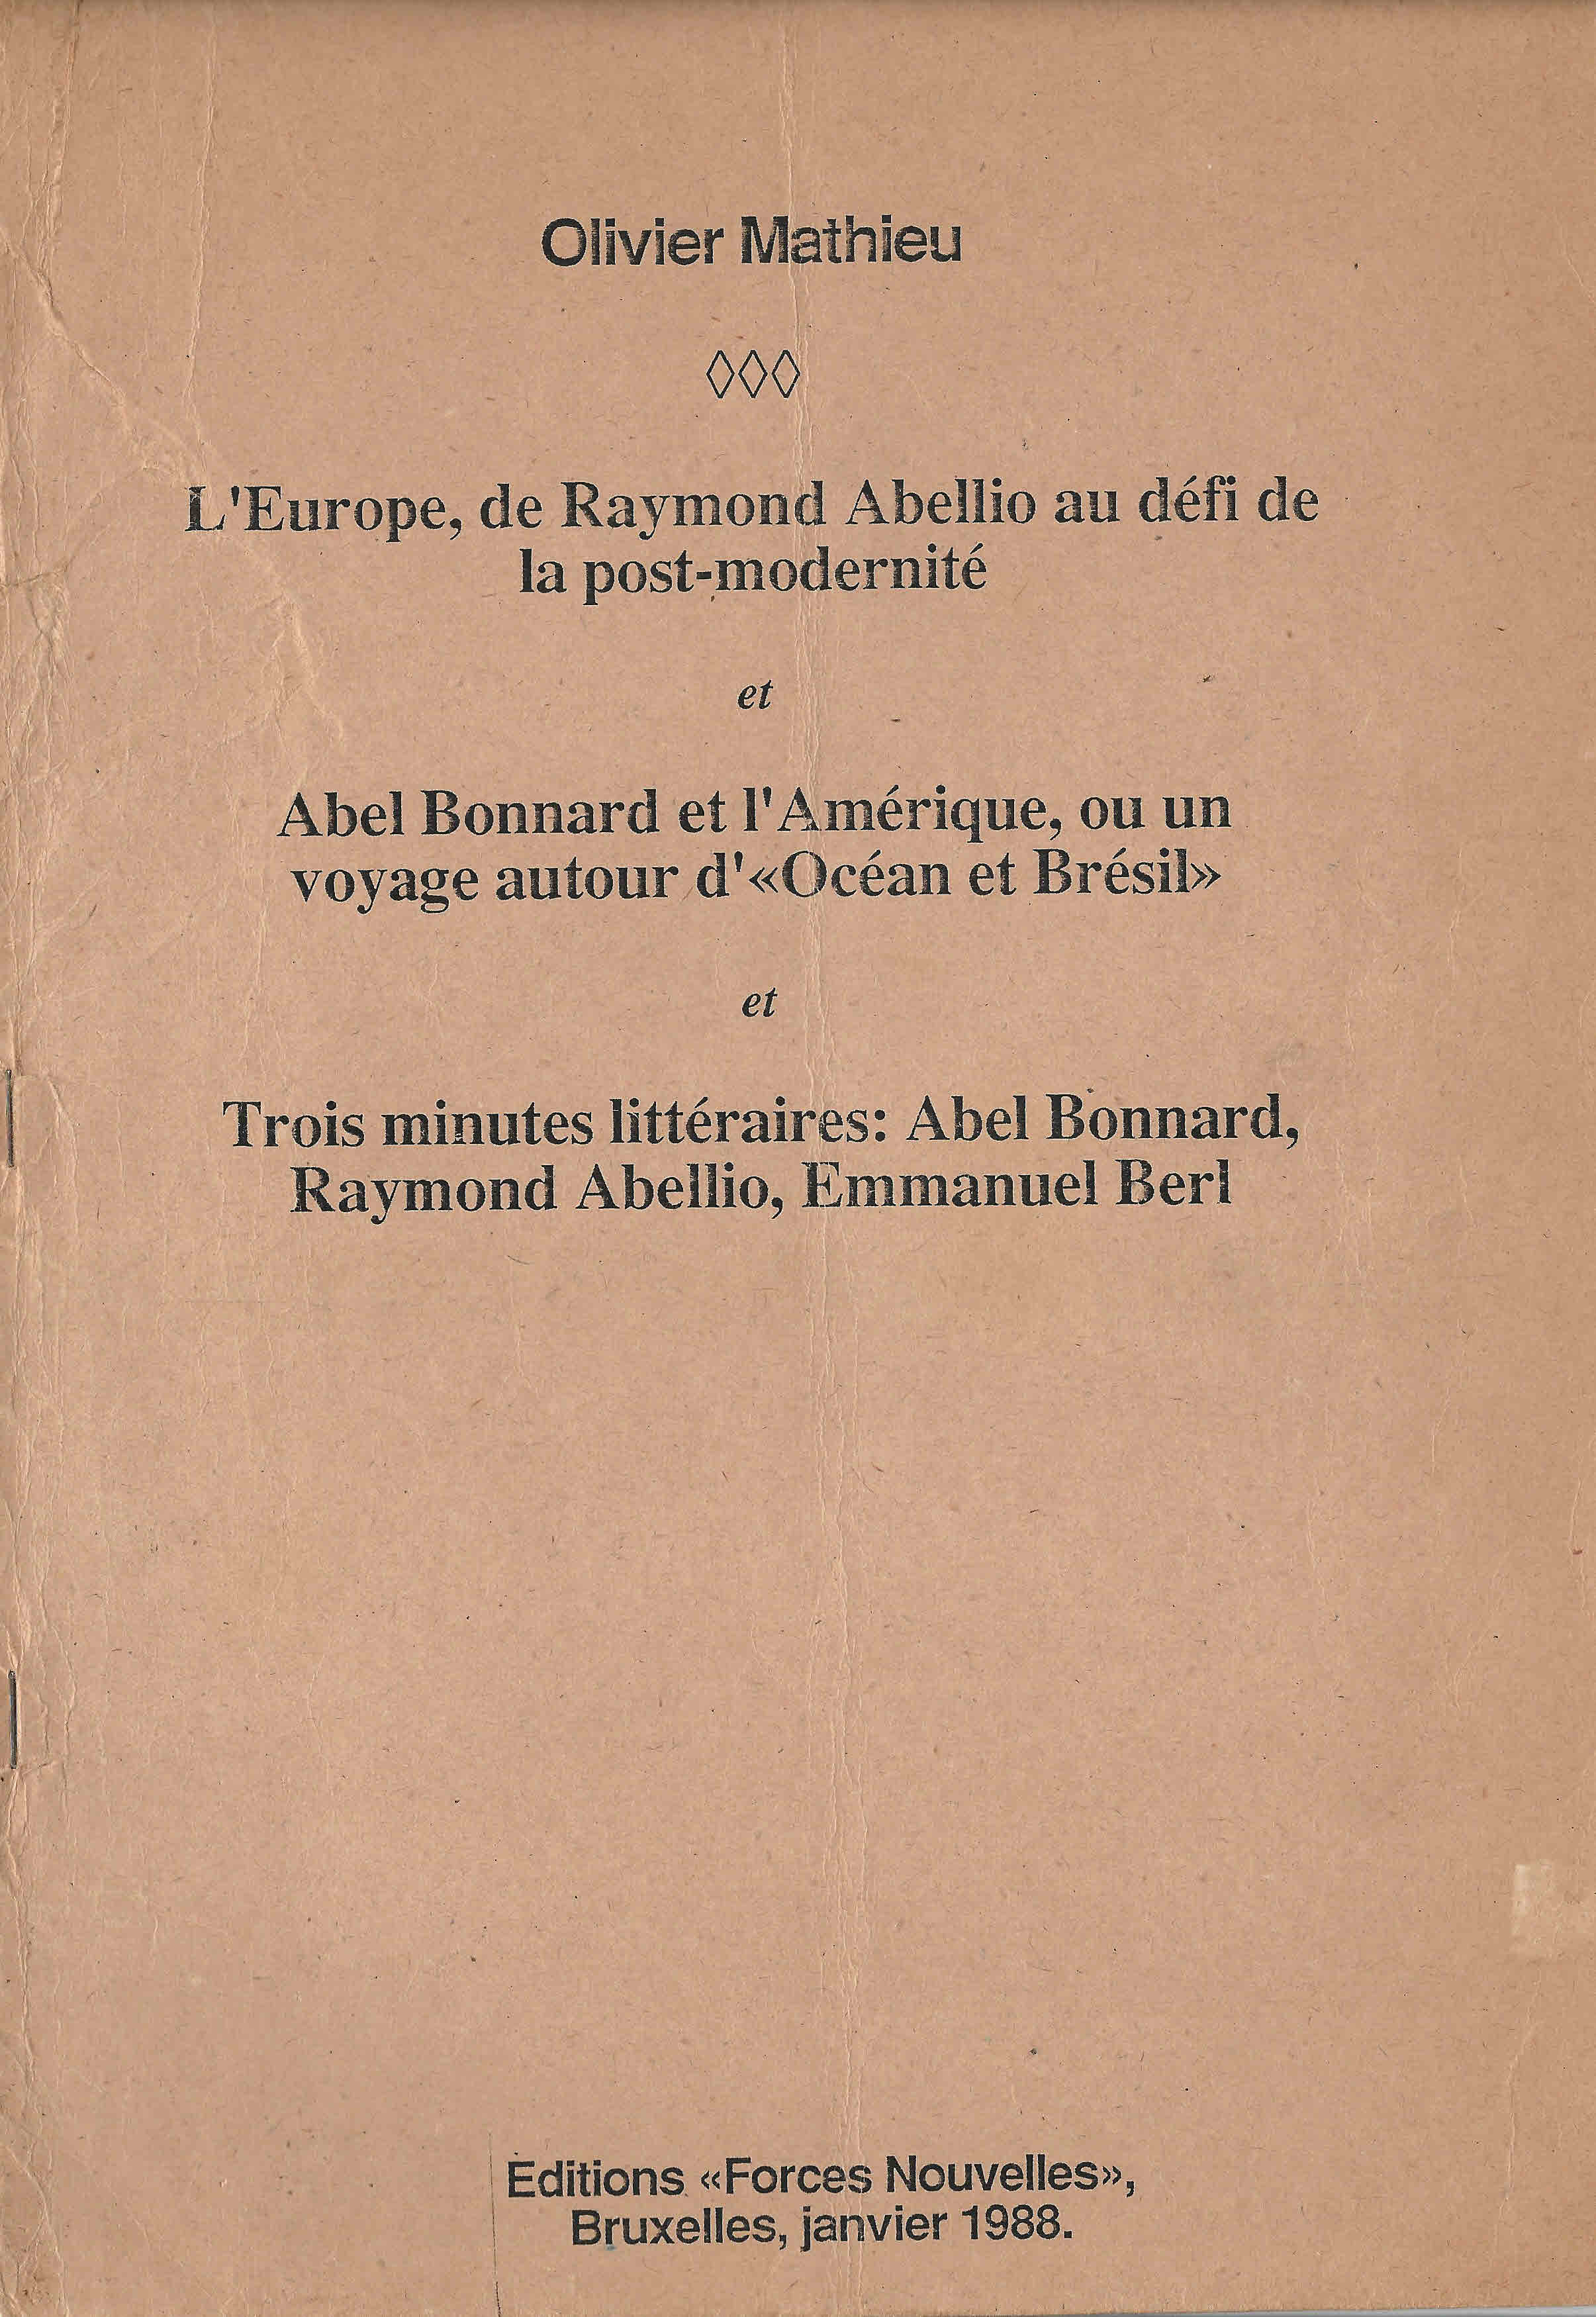 Olivier Mathieu
◊◊◊
L'Europe, de Raymond Abellio au défi de
la post-modernité
et
Abel Bonnard et l'Amérique, ou un
voyage autour d'«Océan et Brésil»
et
Trois minutes littéraires: Abel Bonnard,
Raymond Abellio, Emmanuel Berl
Editions «Forces Nouvelles»,
Bruxelles, janvier 1988.